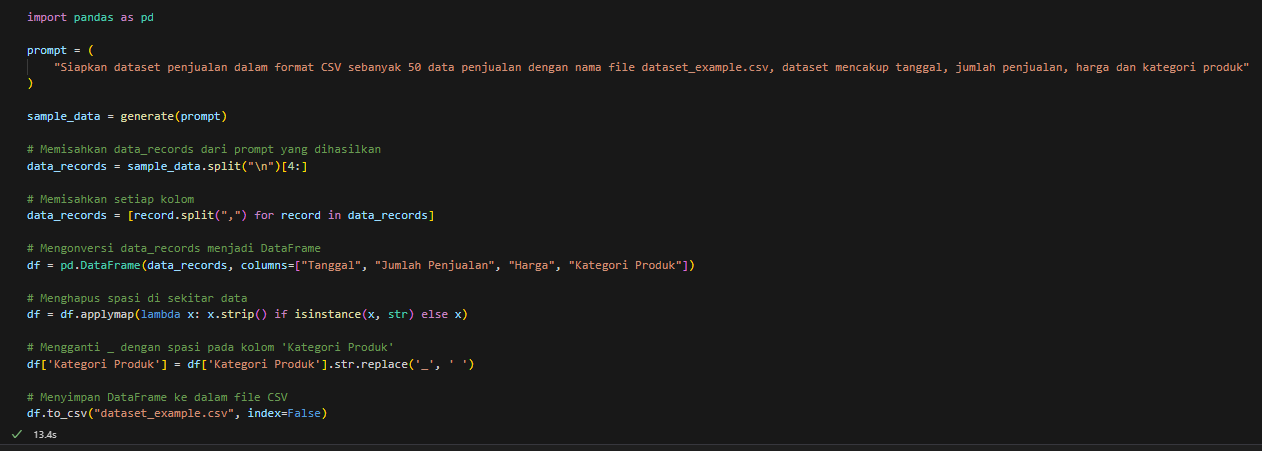 import pandas as pd
prompt = (
    "Siapkan dataset penjualan dalam format CSV sebanyak 50 data penjualan dengan nama file dataset_example.csv, dataset mencakup tanggal, jumlah penjualan, harga dan kategori produk"
)
sample_data = generate(prompt)
# Memisahkan data_records dari prompt yang dihasilkan
data_records = sample_data.split("\n")[4:]
# Memisahkan setiap kolom
data_records = [record.split(",") for record in data_records]
# Mengonversi data_records menjadi DataFrame
df = pd.DataFrame(data_records, columns=["Tanggal", "Jumlah Penjualan", "Harga", "Kategori Produk"])
# Menghapus spasi di sekitar data
df = df.applymap(lambda x: x.strip() if isinstance(x, str) else x)
# Mengganti _ dengan spasi pada kolom 'Kategori Produk'
df['Kategori Produk'] = df['Kategori Produk'].str.replace('_', ' ')
# Menyimpan DataFrame ke dalam file CSV
df.to_csv("dataset_example.csv", index=False)
13.4s